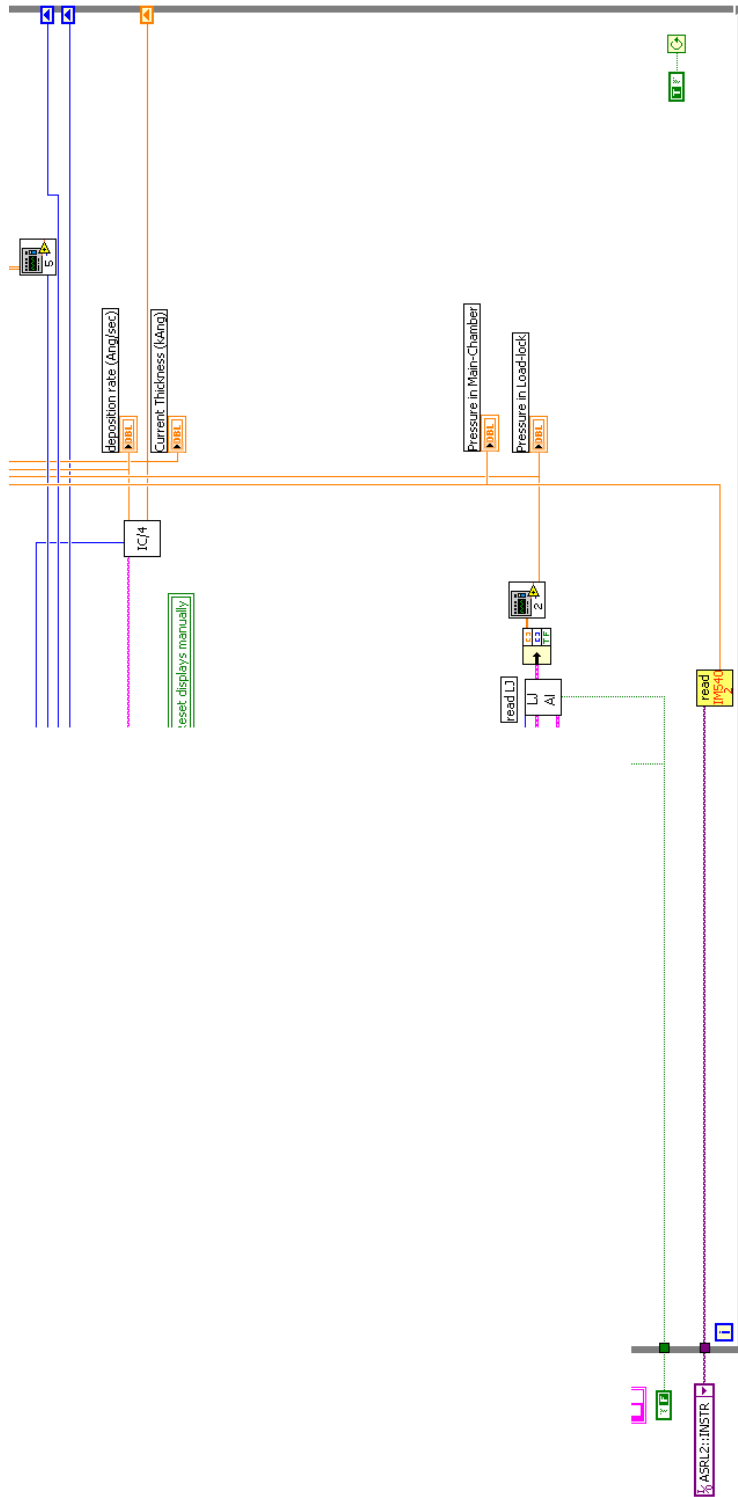 5
deposition rate (Ang/sec)
DBL
Current Thickness (kAng)
DBL
IC/4
eset displays manually
Pressure in Main-Chamber
DBL
Pressure in Load-lock
DBL
2
T F
read LJ
LJ
AI
read
IM540
2
T
i
F
I/O ASRL2::INSTR